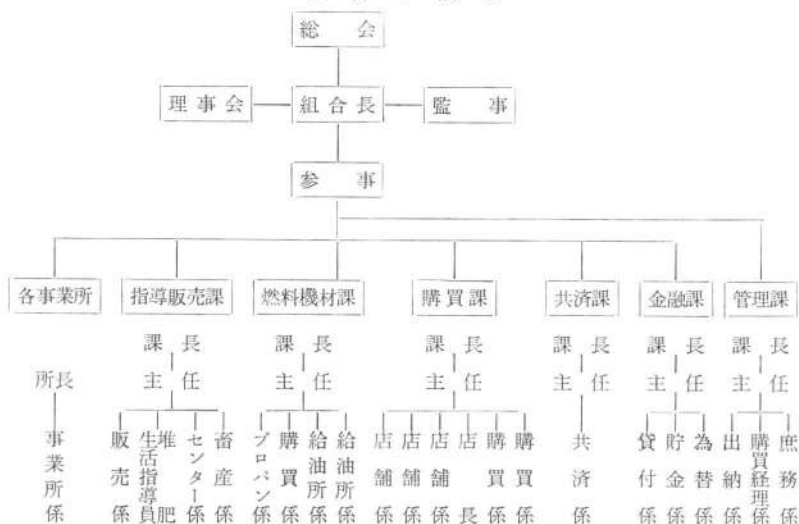 総会
理事会
組合長
監事
参事
各事業所
指導販売課
燃料機材課
購買課
共済課
金融課
管理課
所長
課長
主任
課長
主任
課長
主任
課長
主任
課長
主任
課長
主任
事業所係
販売係
生活指導員
堆肥
センター係
畜産係
プロパン係
購買係
給油所係
給油所係
店舗係
店舗係
店舗係
店長
購買係
購買係
共済係
貸付係
貯金係
為替係
出納係
購買経理係
庶務係